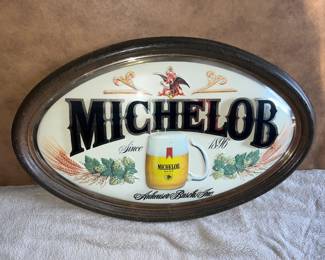 MICHELOB
Since 1896
MICHELOB
Anheuser-Busch, Inc.